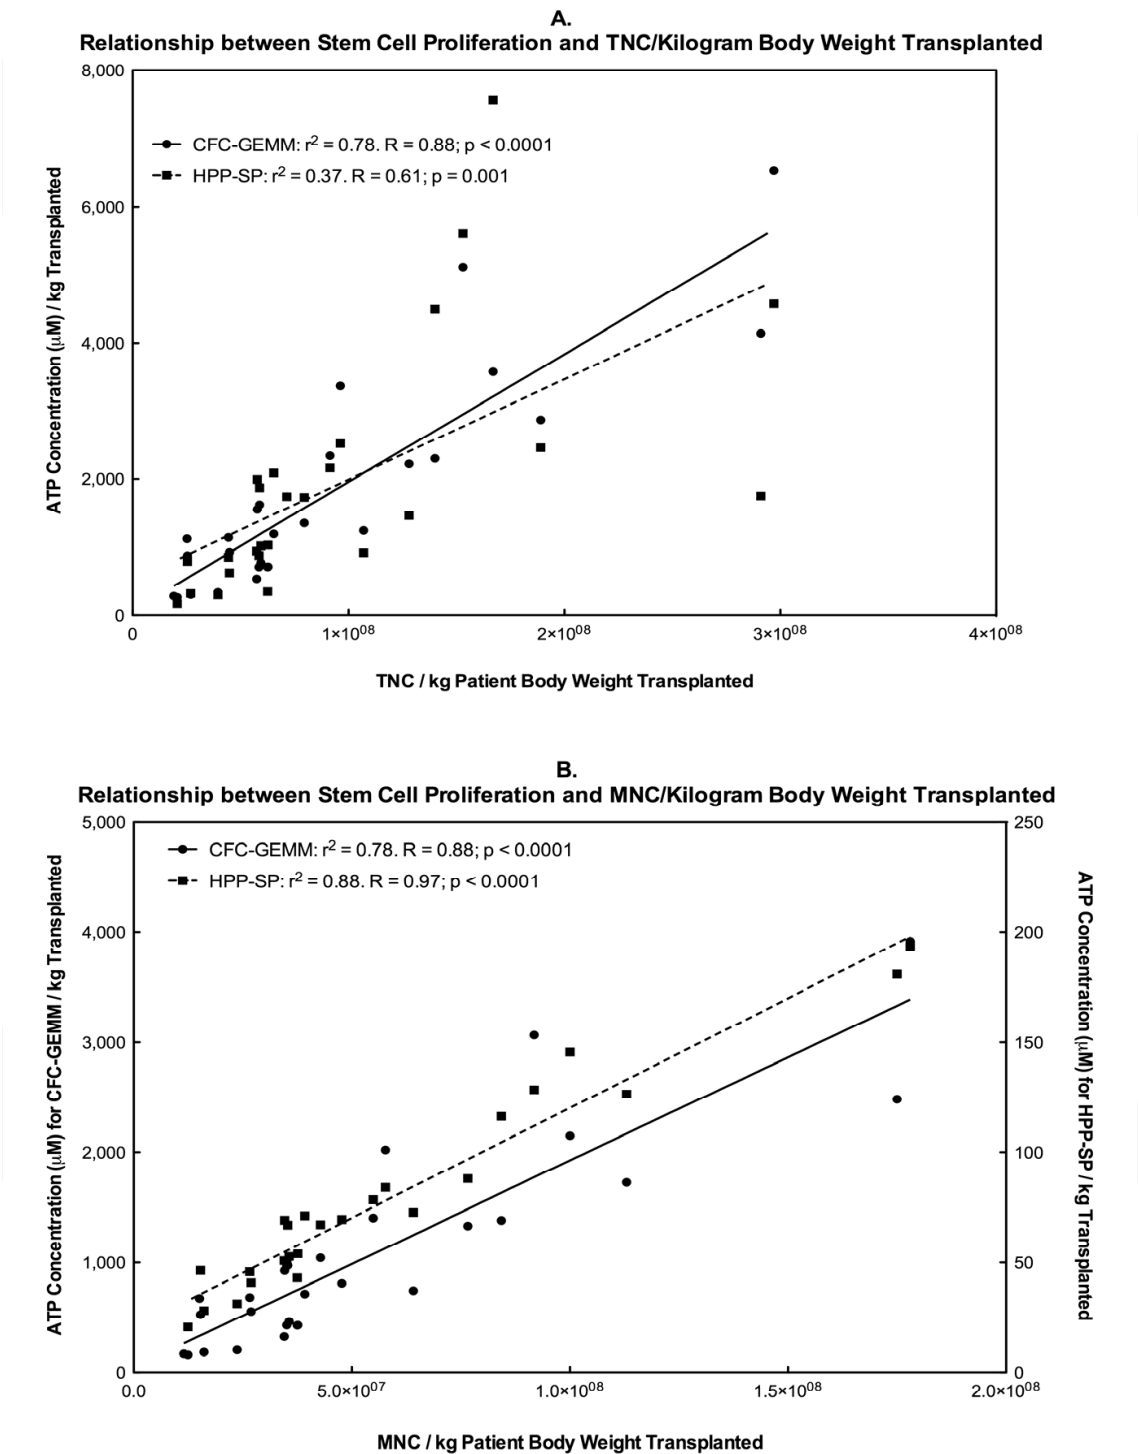 A.
Relationship between Stem Cell Proliferation and TNC/Kilogram Body Weight Transplanted
8,000
6,000
4,000
2,000
0
ATP Concentration (μM) / kg Transplanted
CFC-GEMM: r² = 0.78. R = 0.88; p < 0.0001
HPP-SP: r² = 0.37. R = 0.61; p = 0.001
0 1×10⁰⁸ 2×10⁰⁸ 3×10⁰⁸ 4×10⁰⁸
TNC / kg Patient Body Weight Transplanted
B.
Relationship between Stem Cell Proliferation and MNC/Kilogram Body Weight Transplanted
5,000
4,000
3,000
2,000
1,000
0
ATP Concentration (μM) for CFC-GEMM / kg Transplanted
CFC-GEMM: r² = 0.78. R = 0.88; p < 0.0001
HPP-SP: r² = 0.88. R = 0.97; p < 0.0001
250
200
150
100
50
0
ATP Concentration (μM) for HPP-SP / kg Transplanted
0.0 5.0×10⁰⁷ 1.0×10⁰⁸ 1.5×10⁰⁸ 2.0×10⁰⁸
MNC / kg Patient Body Weight Transplanted